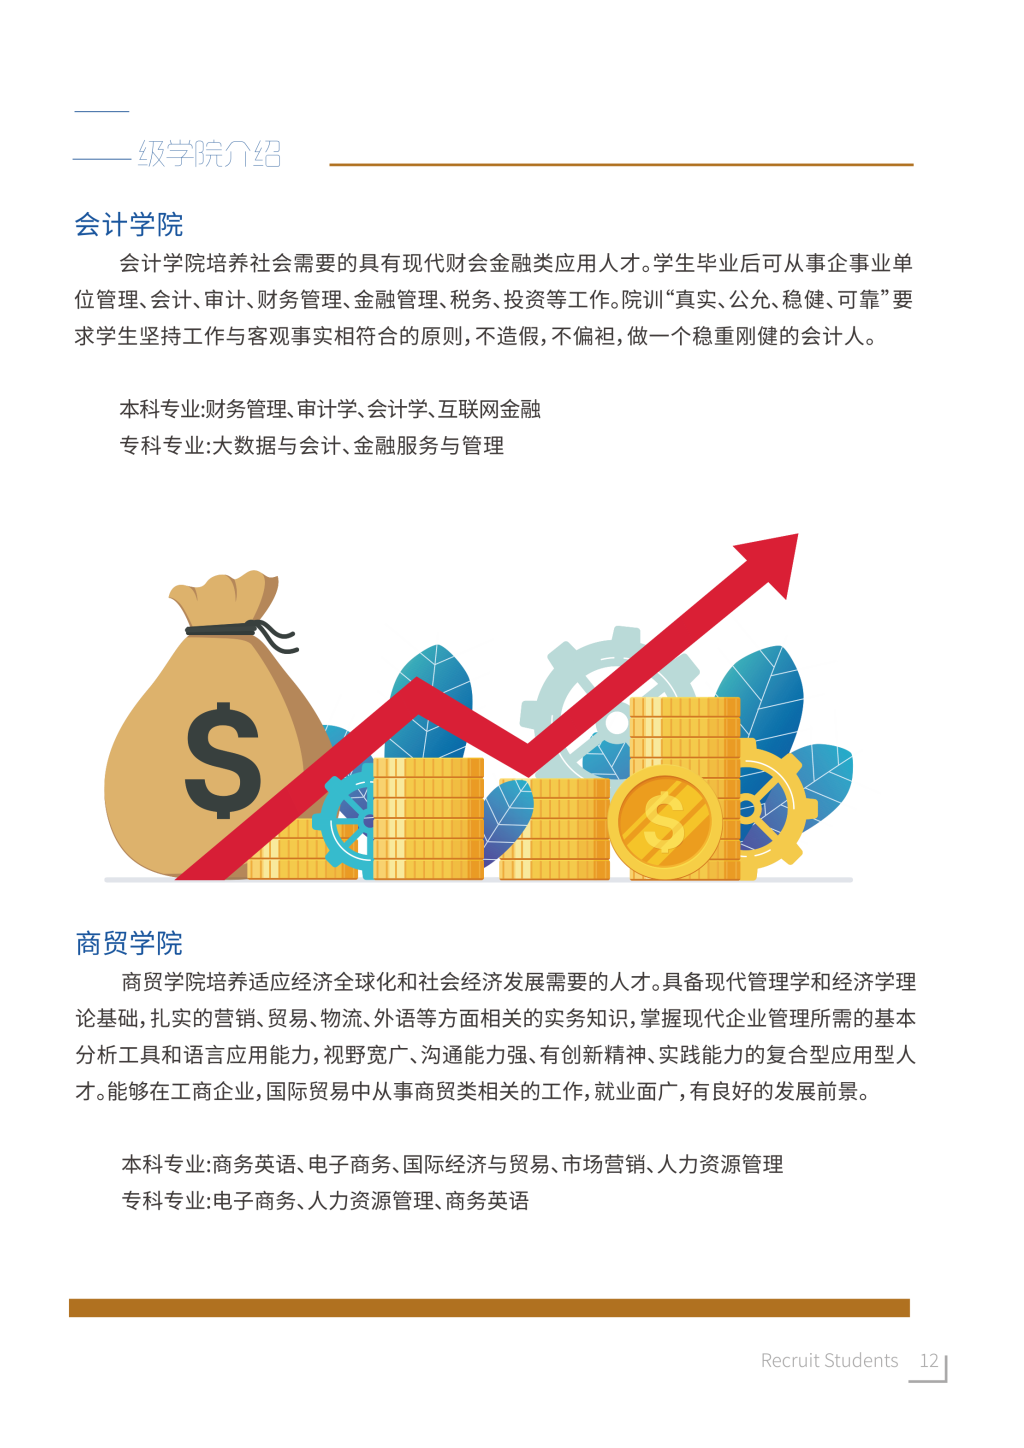 二级学院介绍
会计学院
会计学院培养社会需要的具有现代财会金融类应用人才。学生毕业后可从事企事业单
位管理、会计、审计、财务管理、金融管理、税务、投资等工作。院训“真实、公允、稳健、可靠”要
求学生坚持工作与客观事实相符合的原则，不造假，不偏袒，做一个稳重刚健的会计人。
本科专业:财务管理、审计学、会计学、互联网金融
专科专业:大数据与会计、金融服务与管理
$
$
商贸学院
商贸学院培养适应经济全球化和社会经济发展需要的人才。具备现代管理学和经济学理
论基础，扎实的营销、贸易、物流、外语等方面相关的实务知识，掌握现代企业管理所需的基本
分析工具和语言应用能力，视野宽广、沟通能力强、有创新精神、实践能力的复合型应用型人
才。能够在工商企业，国际贸易中从事商贸类相关的工作，就业面广，有良好的发展前景。
本科专业:商务英语、电子商务、国际经济与贸易、市场营销、人力资源管理
专科专业:电子商务、人力资源管理、商务英语
Recruit Students 12